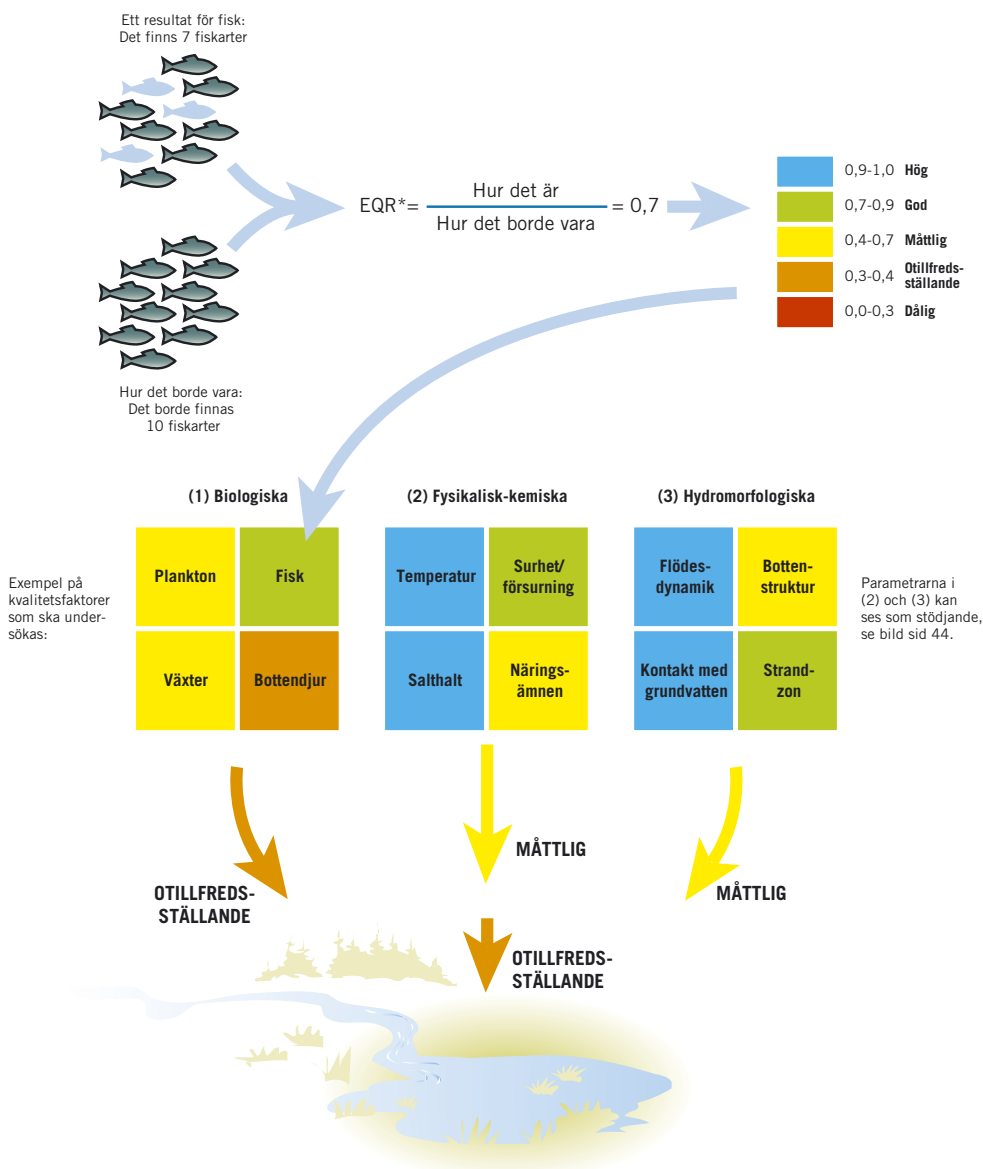 Ett resultat för fisk:
Det finns 7 fiskarter
EQR*=
Hur det är
Hur det borde vara
= 0,7
0,9-1,0 Hög
0,7-0,9 God
0,4-0,7 Måttlig
0,3-0,4 Otillfreds-
ställande
0,0-0,3 Dålig
Hur det borde vara:
Det borde finnas
10 fiskarter
(1) Biologiska
(2) Fysikalisk-kemiska
(3) Hydromorfologiska
Exempel på
kvalitetsfaktorer
som ska under-
sökas:
Plankton
Fisk
Växter
Bottendjur
Temperatur
Surhet/
försurning
Salthalt
Närings-
ämnen
Flödes-
dynamik
Botten-
struktur
Kontakt med
grundvatten
Strand-
zon
Parametrarna i
(2) och (3) kan
ses som stödjande,
se bild sid 44.
OTILLFREDS-
STÄLLANDE
MÅTTLIG
MÅTTLIG
OTILLFREDS-
STÄLLANDE